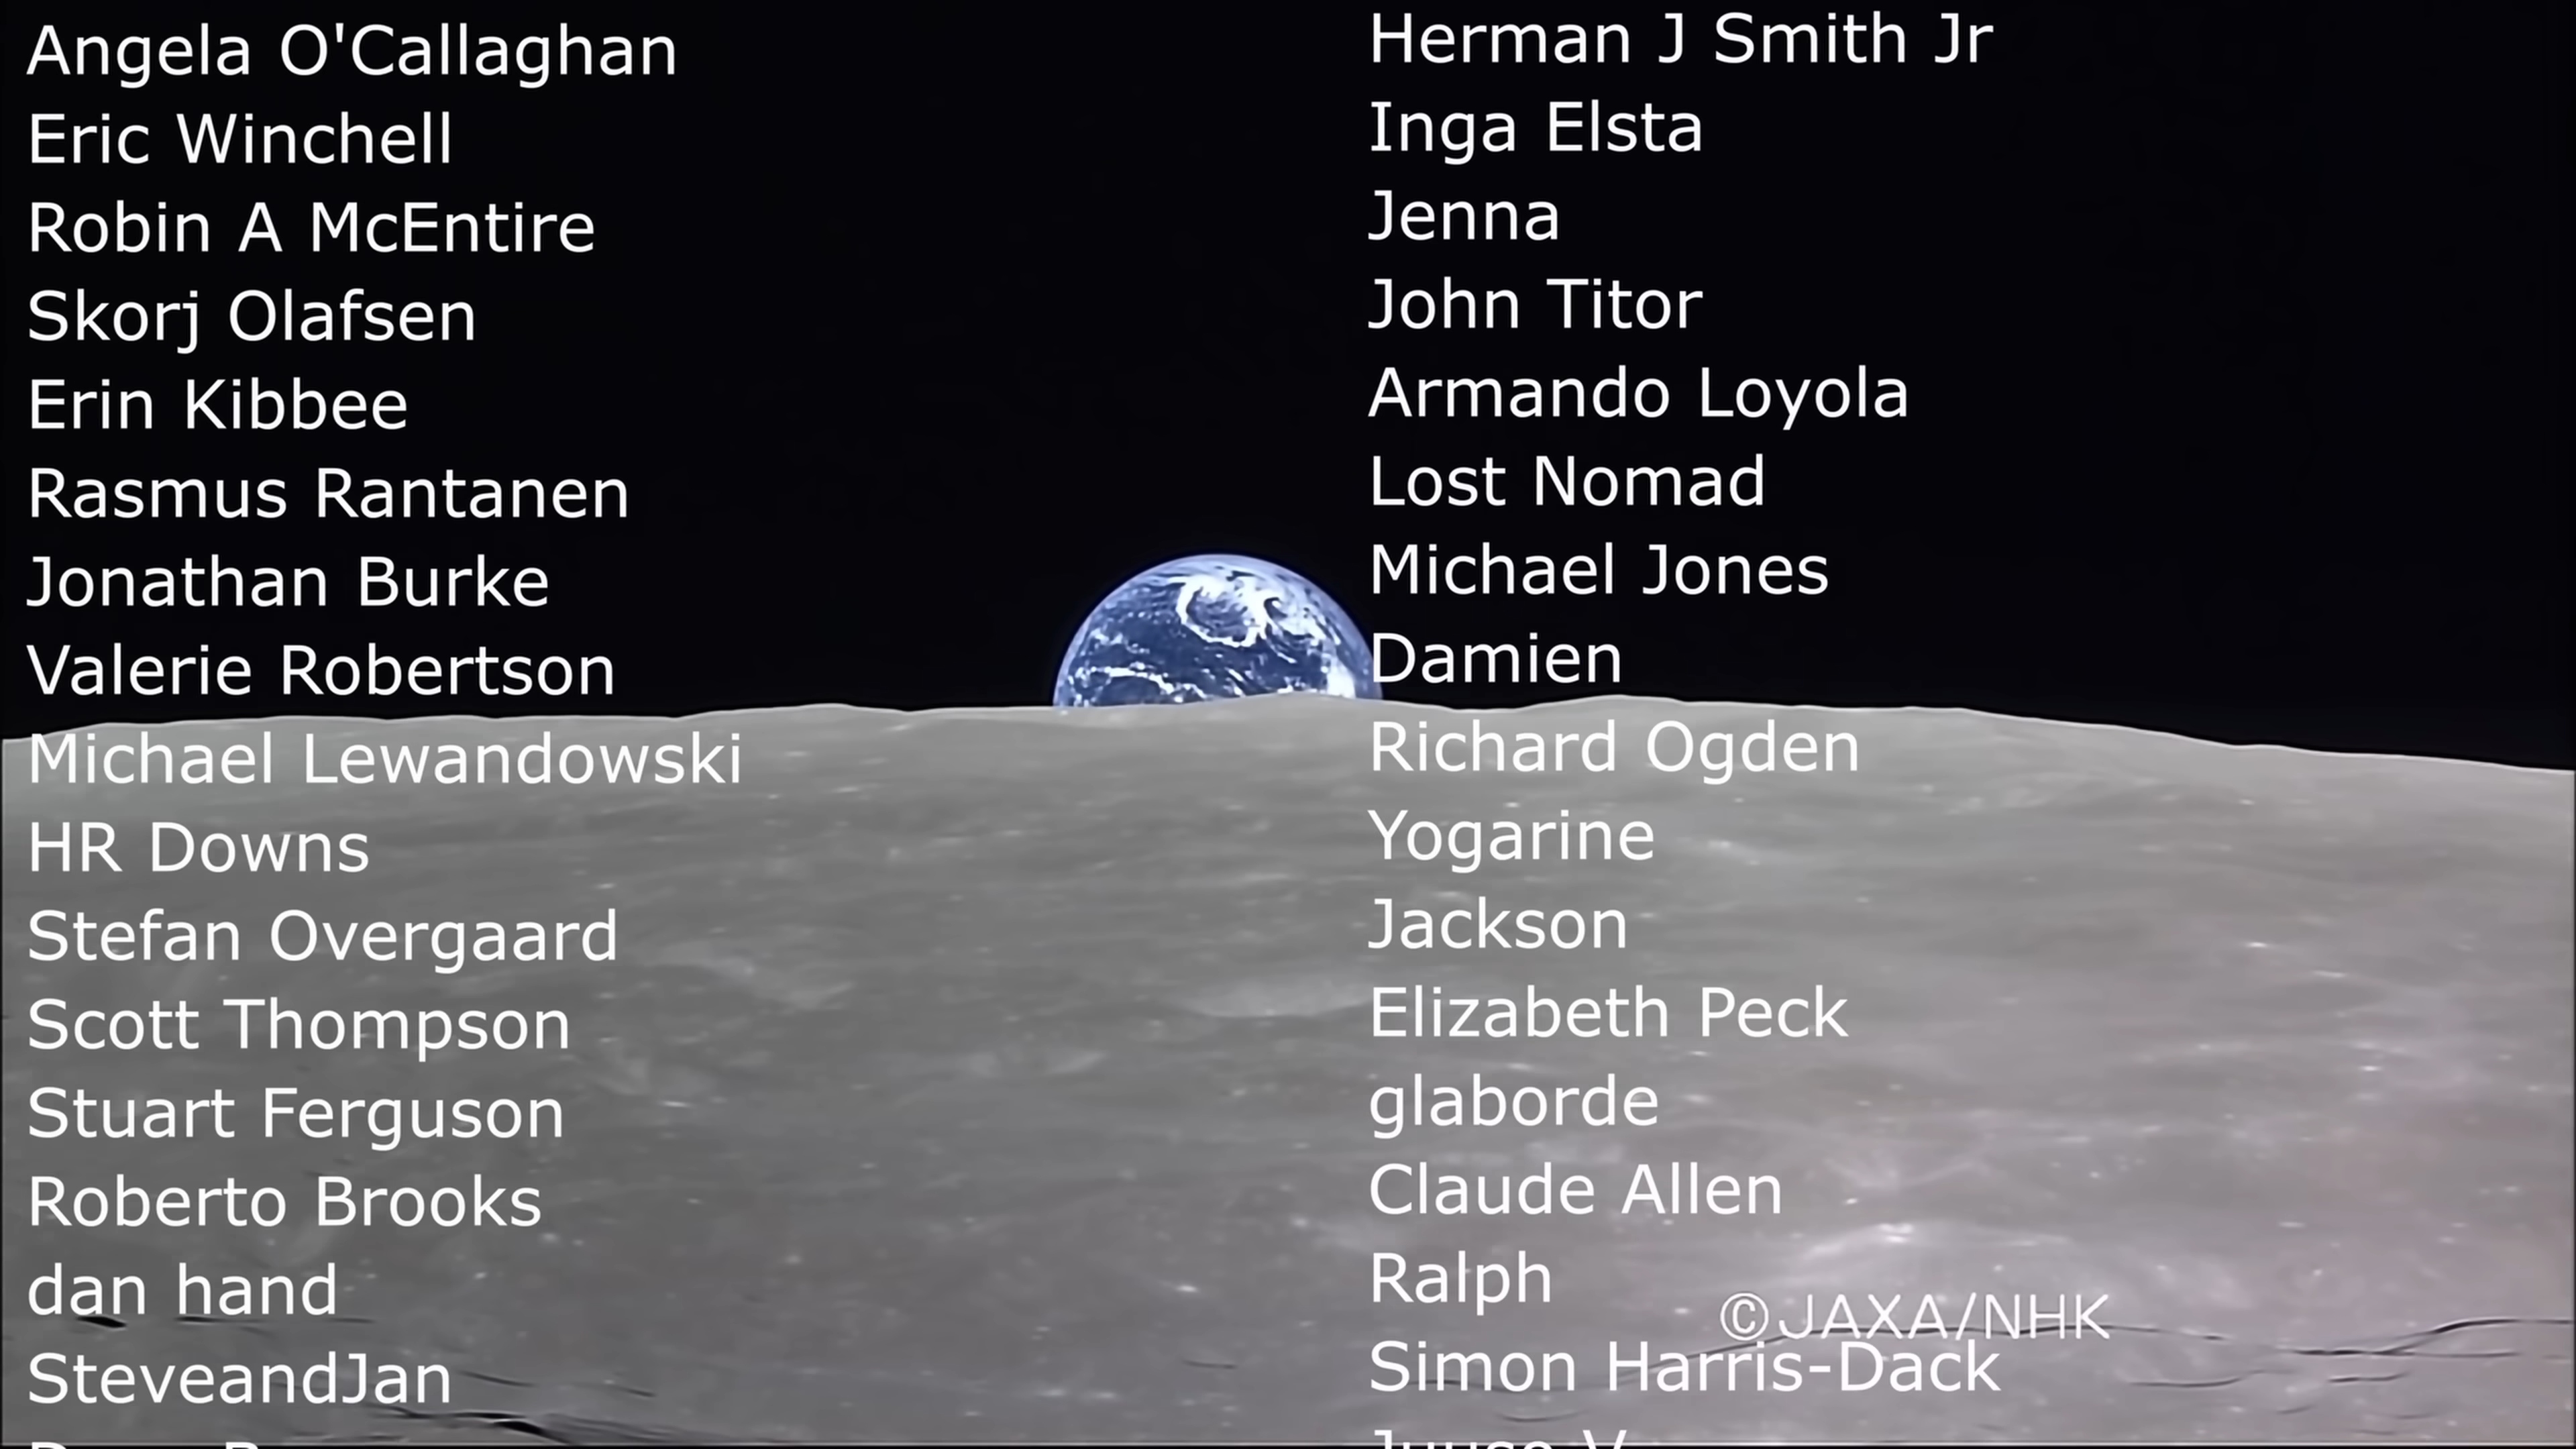 Angela O'Callaghan
Eric Winchell
Robin A McEntire
Skorj Olafsen
Erin Kibbee
Rasmus Rantanen
Jonathan Burke
Valerie Robertson
Michael Lewandowski
HR Downs
Stefan Overgaard
Scott Thompson
Stuart Ferguson
Roberto Brooks
dan hand
SteveandJan
Herman J Smith Jr
Inga Elsta
Jenna
John Titor
Armando Loyola
Lost Nomad
Michael Jones
Damien
Richard Ogden
Yogarine
Jackson
Elizabeth Peck
glaborde
Claude Allen
Ralph
©JAXA/NHK
Simon Harris-Dack